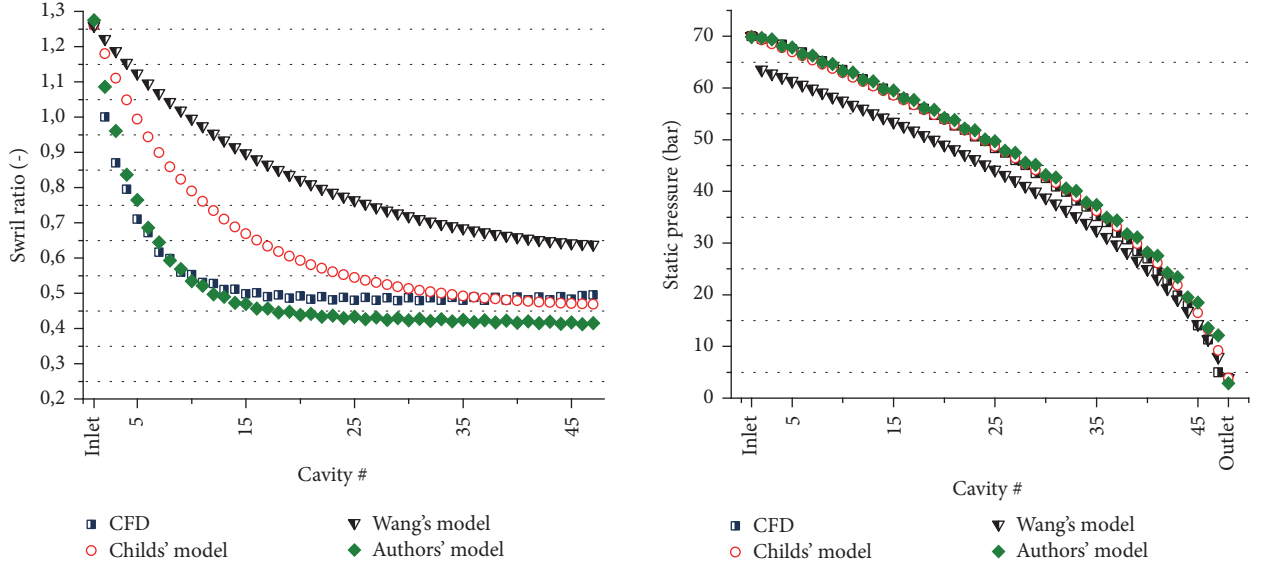 1,3
1,2
1,1
1,0
0,9
0,8
0,7
0,6
0,5
0,4
0,3
0,2
Swril ratio (-)
Inlet
5
15
25
35
45
Cavity #
CFD
Wang's model
Childs' model
Authors' model
70
60
50
40
30
20
10
0
Static pressure (bar)
Inlet
5
15
25
35
45
Outlet
Cavity #
CFD
Wang's model
Childs' model
Authors' model